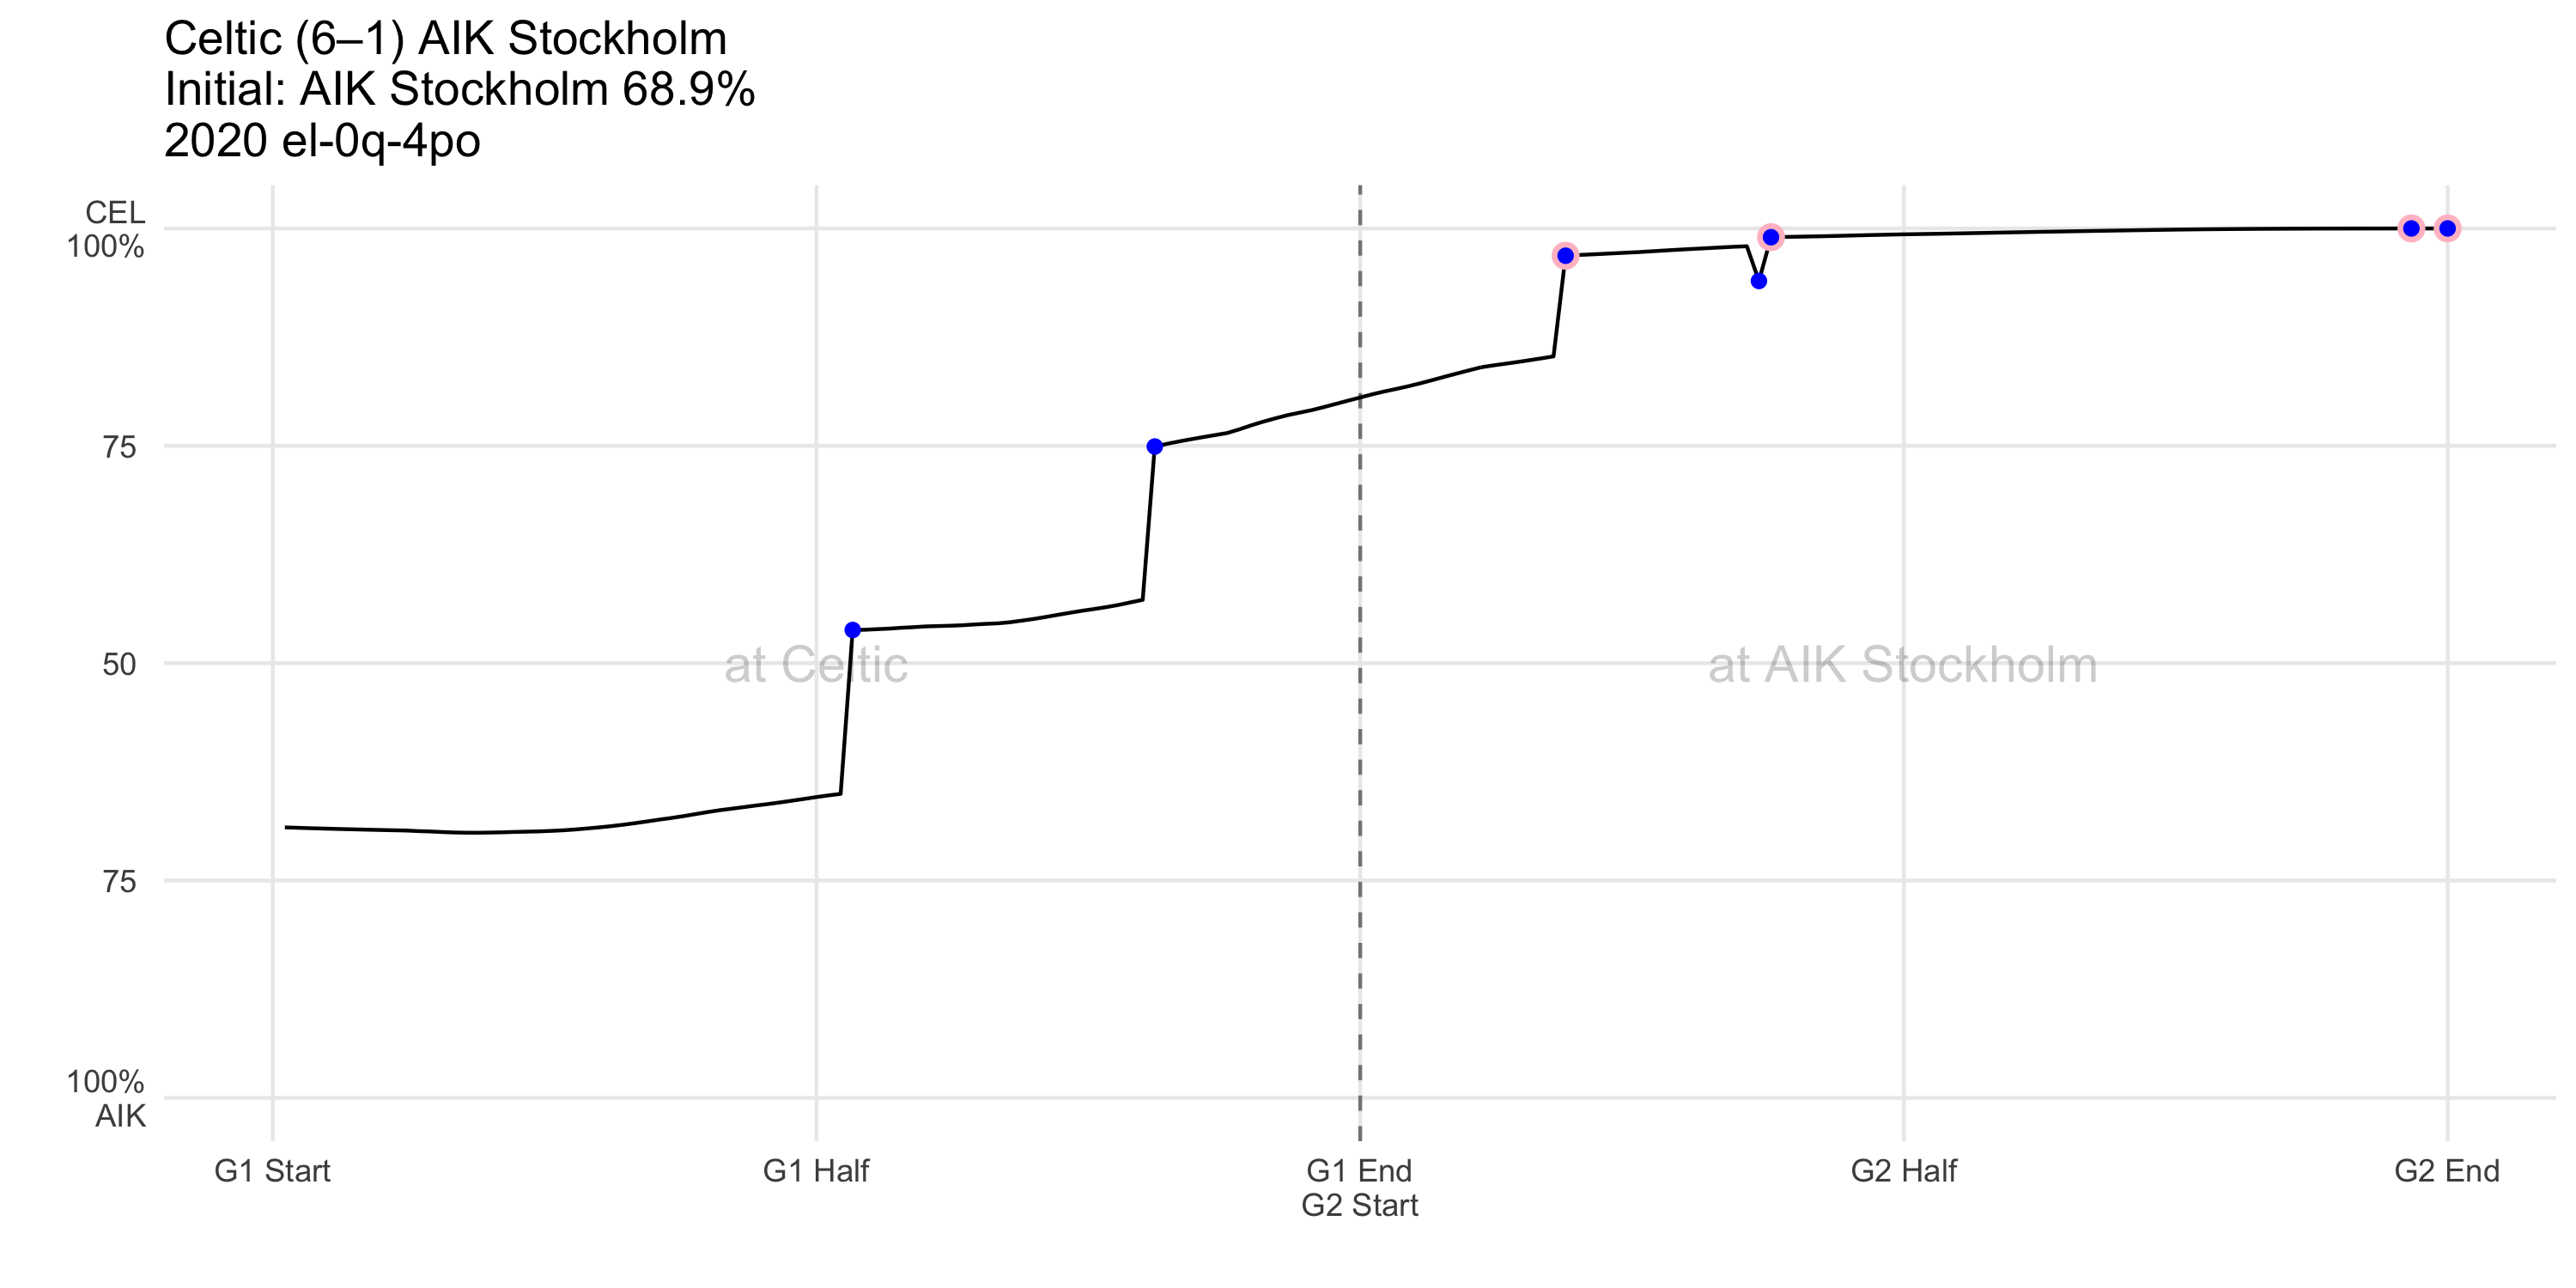 Celtic (6–1) AIK Stockholm
Initial: AIK Stockholm 68.9%
2020 el-0q-4po
CEL
100%
75
50
75
100%
AIK
at Celtic
at AIK Stockholm
G1 Start
G1 Half
G1 End
G2 Start
G2 Half
G2 End